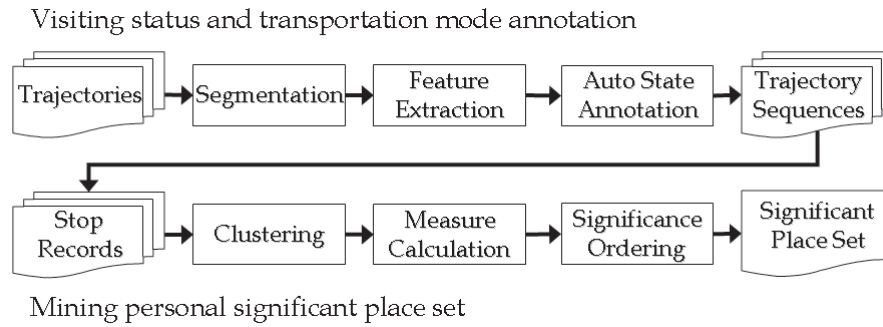 Visiting status and transportation mode annotation
Trajectories
Segmentation
Feature
Extraction
Auto State
Annotation
Trajectory
Sequences
Stop
Records
Clustering
Measure
Calculation
Significance
Ordering
Significant
Place Set
Mining personal significant place set